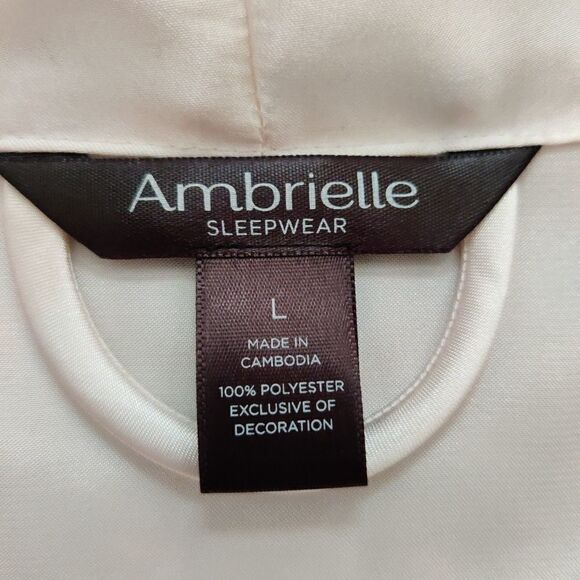 Ambrielle
SLEEPWEAR
L
MADE IN
CAMBODIA
100% POLYESTER
EXCLUSIVE OF
DECORATION